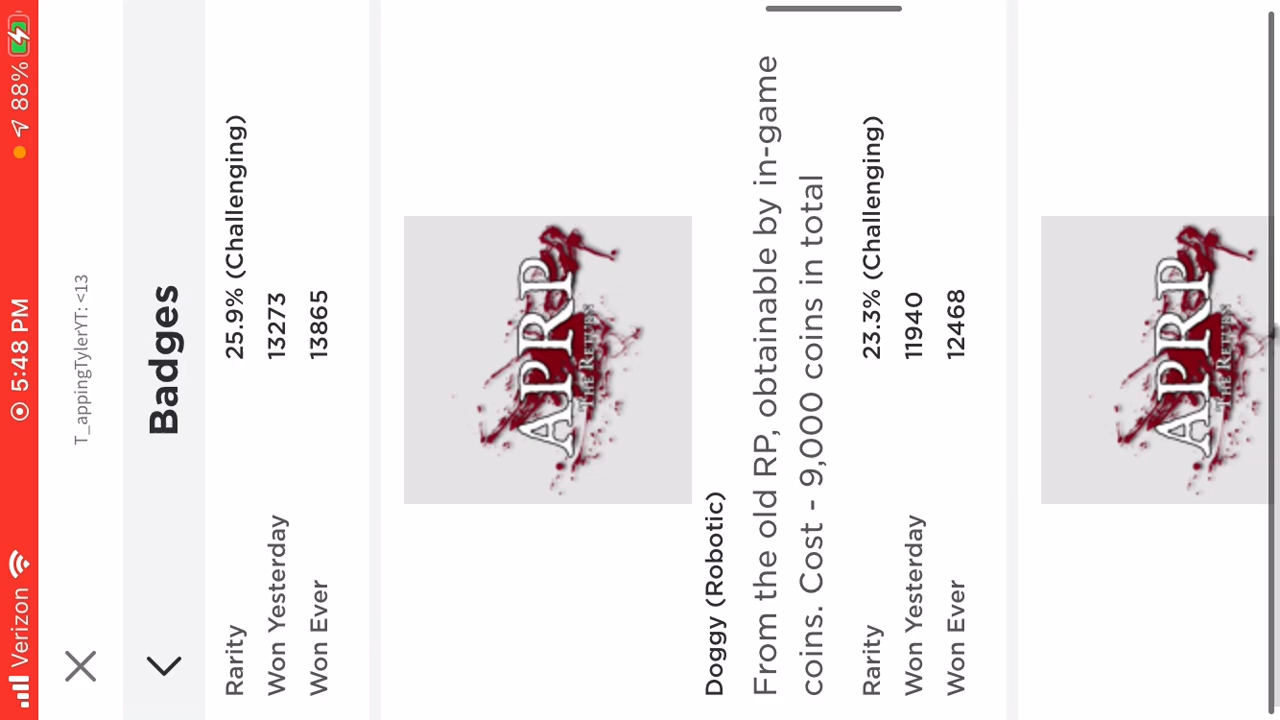 Verizon 5:48 PM 88%
T_appingTylerYT: <13
Badges
Rarity 25.9% (Challenging)
Won Yesterday 13273
Won Ever 13865
APRP
THE RETURN
Doggy (Robotic)
From the old RP, obtainable by in-game
coins. Cost - 9,000 coins in total
Rarity 23.3% (Challenging)
Won Yesterday 11940
Won Ever 12468
APRP
THE RETURN